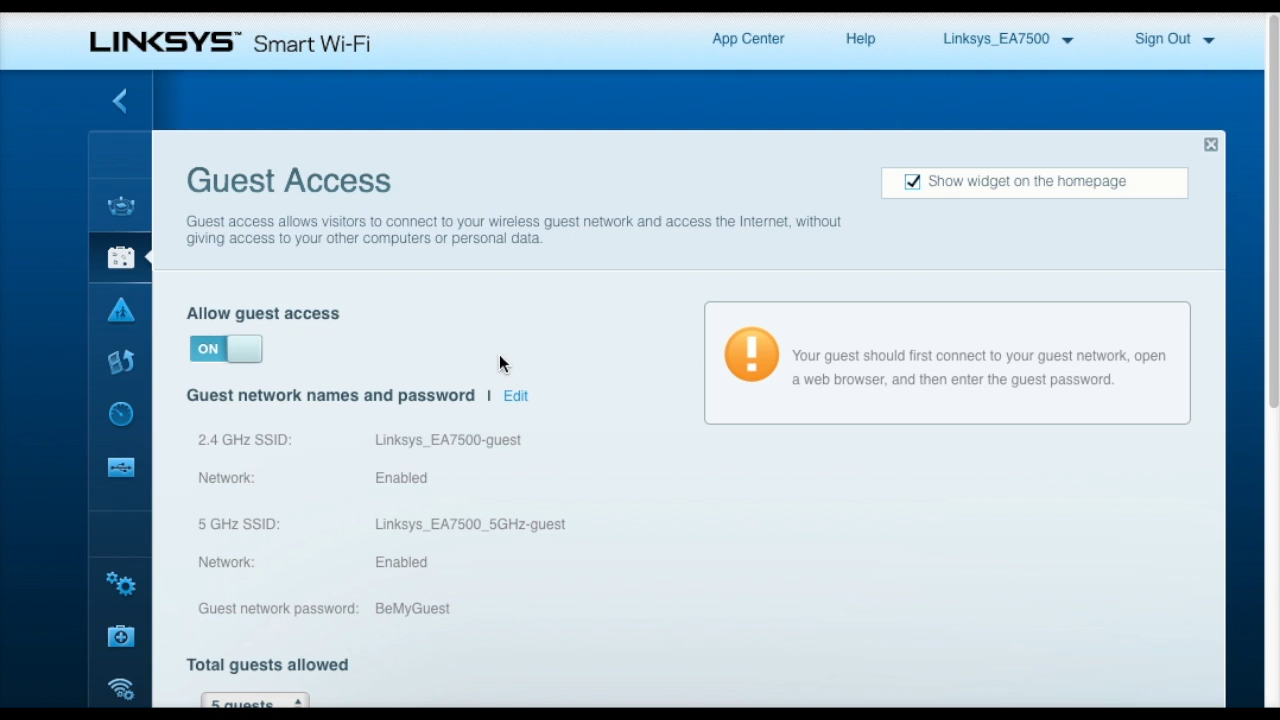 LINKSYS™ Smart Wi-Fi
App Center Help Linksys_EA7500 Sign Out
Guest Access
Show widget on the homepage
Guest access allows visitors to connect to your wireless guest network and access the Internet, without
giving access to your other computers or personal data.
Allow guest access
ON
Your guest should first connect to your guest network, open
a web browser, and then enter the guest password.
Guest network names and password | Edit
2.4 GHz SSID: Linksys_EA7500-guest
Network: Enabled
5 GHz SSID: Linksys_EA7500_5GHz-guest
Network: Enabled
Guest network password: BeMyGuest
Total guests allowed
5 guests